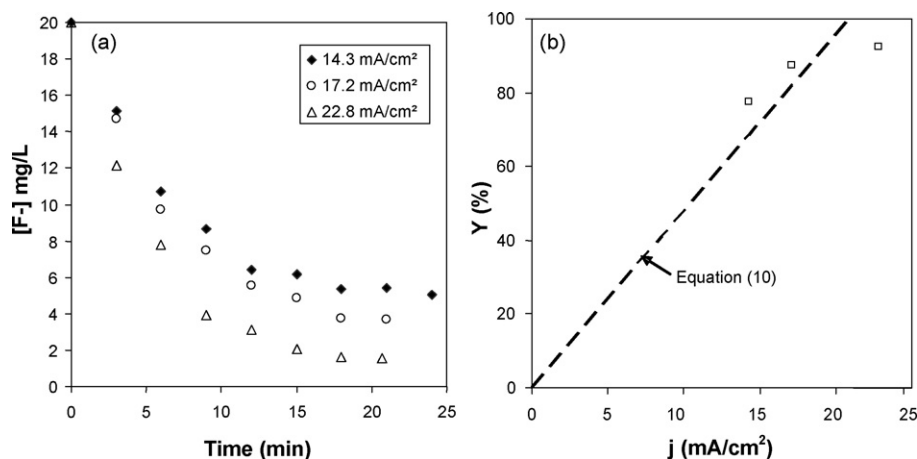 (a)
14.3 mA/cm²
17.2 mA/cm²
22.8 mA/cm²
20
18
16
14
12
10
8
6
4
2
0
[F-] mg/L
0
5
10
15
20
25
Time (min)
(b)
100
80
60
40
20
0
Y (%)
Equation (10)
0
5
10
15
20
25
j (mA/cm²)